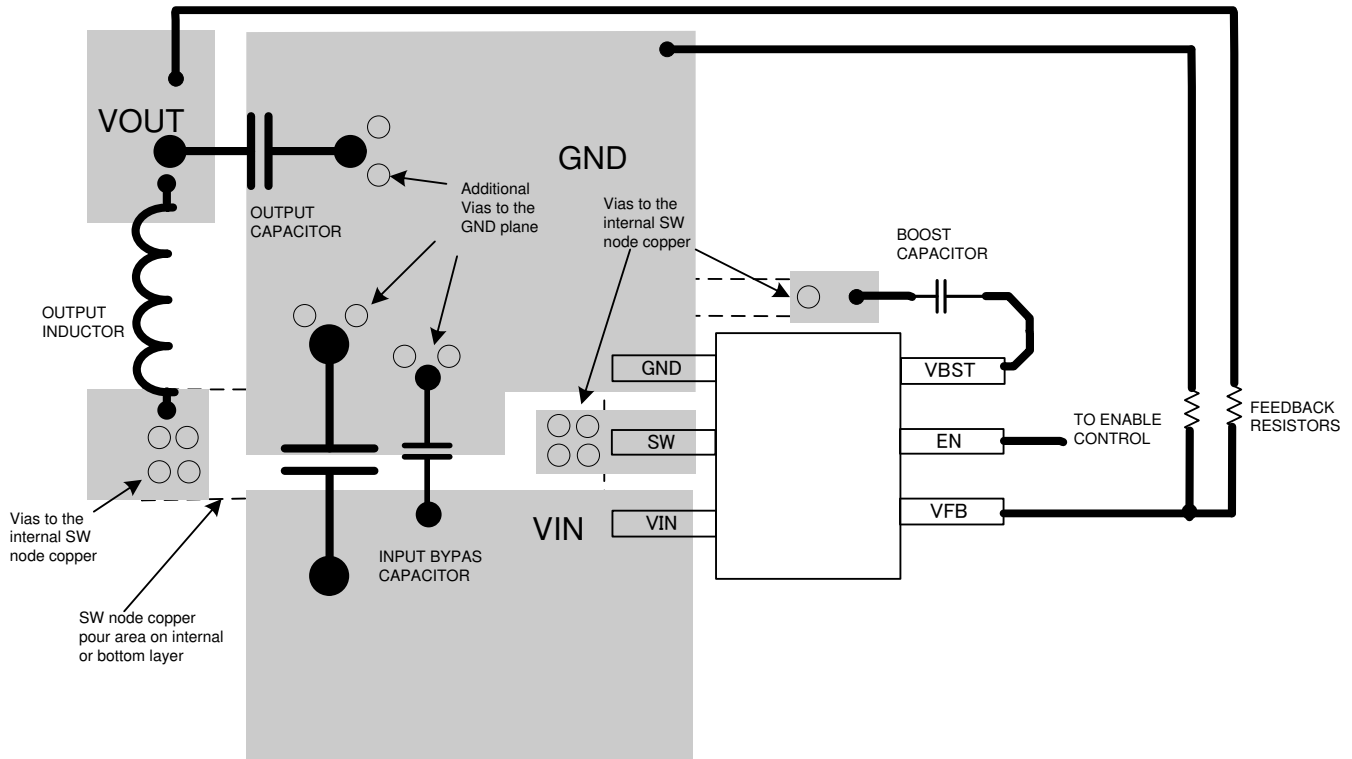 VOUT
GND
OUTPUT
CAPACITOR
Additional
Vias to the
GND plane
Vias to the
internal SW
node copper
BOOST
CAPACITOR
OUTPUT
INDUCTOR
GND
VBST
SW
EN
TO ENABLE
CONTROL
FEEDBACK
RESISTORS
VIN
VIN
VFB
Vias to the
internal SW
node copper
INPUT BYPAS
CAPACITOR
SW node copper
pour area on internal
or bottom layer